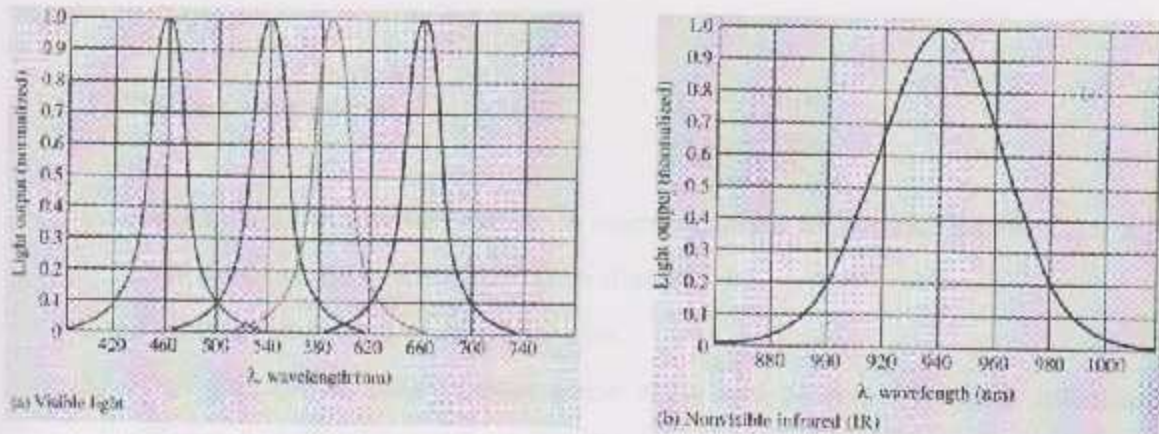 1.0
0.9
0.8
0.7
0.6
0.5
0.4
0.3
0.2
0.1
0
Light output (normalized)
420 460 500 540 580 620 660 700 740
λ, wavelength (nm)
(a) Visible light
1.0
0.9
0.8
0.7
0.6
0.5
0.4
0.3
0.2
0.1
0
Light output (normalized)
880 900 920 940 960 980 1000
λ, wavelength (nm)
(b) Nonvisible infrared (IR)